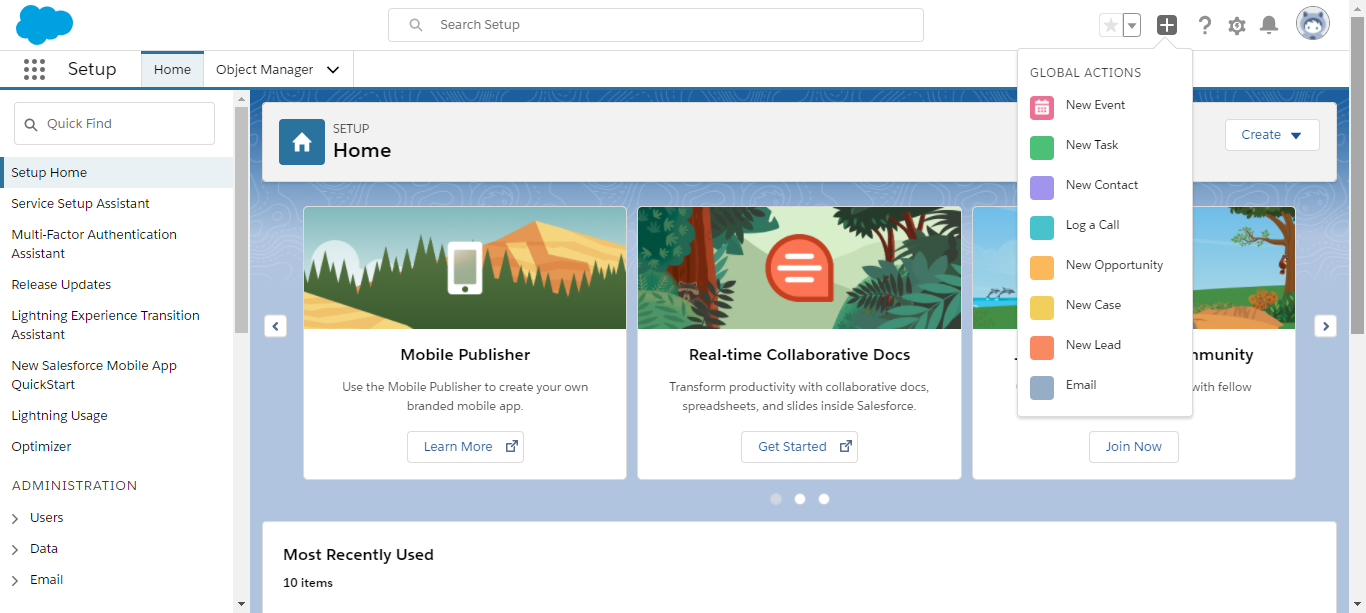 Search Setup
Setup
Home
Object Manager
GLOBAL ACTIONS
New Event
New Task
New Contact
Log a Call
New Opportunity
New Case
New Lead
Email
Quick Find
Setup Home
Service Setup Assistant
Multi-Factor Authentication
Assistant
Release Updates
Lightning Experience Transition
Assistant
New Salesforce Mobile App
QuickStart
Lightning Usage
Optimizer
ADMINISTRATION
Users
Data
Email
SETUP
Home
Create
Mobile Publisher
Use the Mobile Publisher to create your own
branded mobile app.
Learn More
Real-time Collaborative Docs
Transform productivity with collaborative docs,
spreadsheets, and slides inside Salesforce.
Get Started
with fellow
Join Now
Most Recently Used
10 items